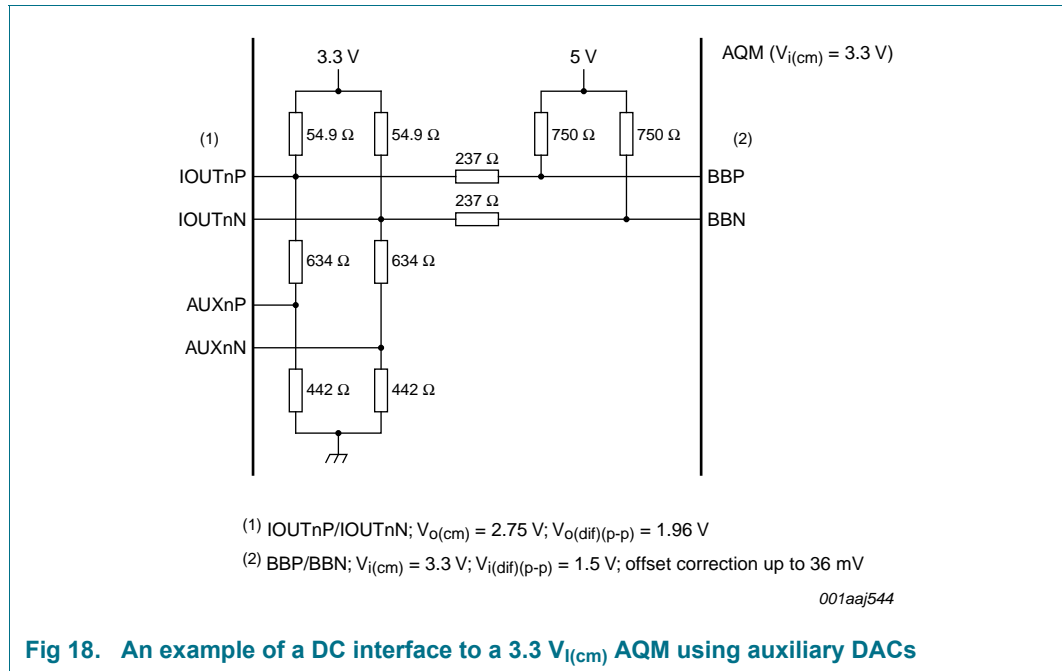 3.3 V
5 V
AQM (Vi(cm) = 3.3 V)
54.9 Ω
54.9 Ω
750 Ω
750 Ω
(1)
(2)
237 Ω
IOUTnP
BBP
237 Ω
IOUTnN
BBN
634 Ω
634 Ω
AUXnP
AUXnN
442 Ω
442 Ω
(1) IOUTnP/IOUTnN; Vo(cm) = 2.75 V; Vo(dif)(p-p) = 1.96 V
(2) BBP/BBN; Vi(cm) = 3.3 V; Vi(dif)(p-p) = 1.5 V; offset correction up to 36 mV
001aaj544
Fig 18. An example of a DC interface to a 3.3 VI(cm) AQM using auxiliary DACs